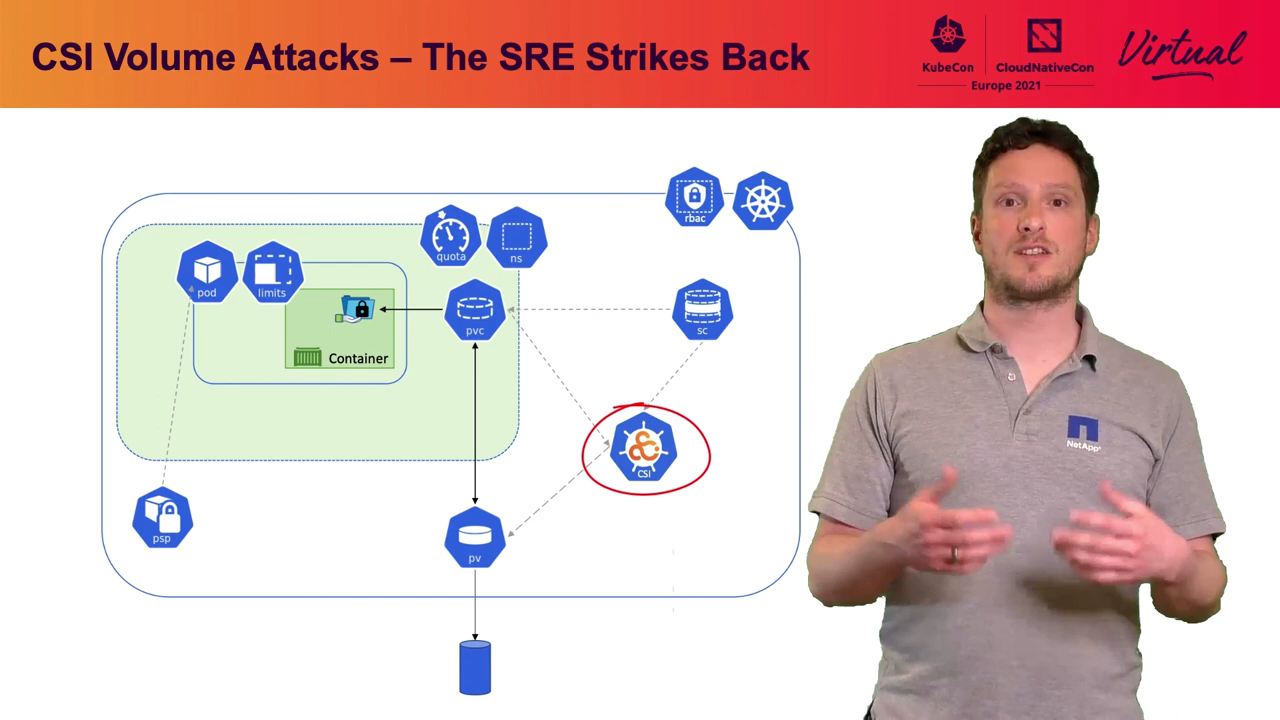 CSI Volume Attacks – The SRE Strikes Back
KubeCon
CloudNativeCon
Europe 2021
Virtual
rbac
quota
ns
pod
limits
pvc
sc
Container
CSI
NetApp®
psp
pv